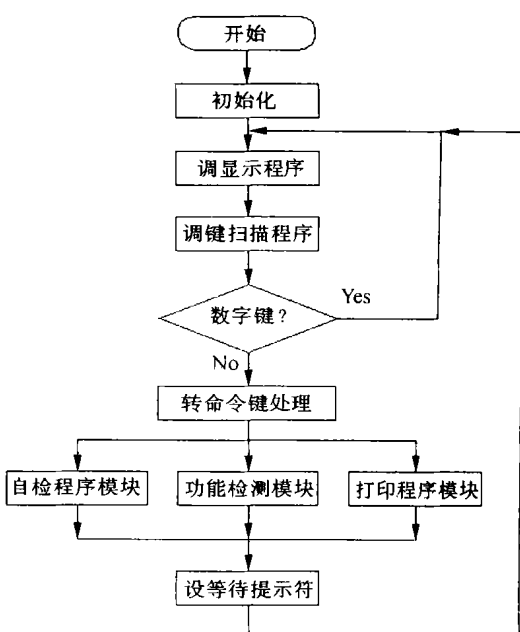 开始
初始化
调显示程序
调键扫描程序
数字键?
Yes
No
转命令键处理
自检程序模块
功能检测模块
打印程序模块
设等待提示符